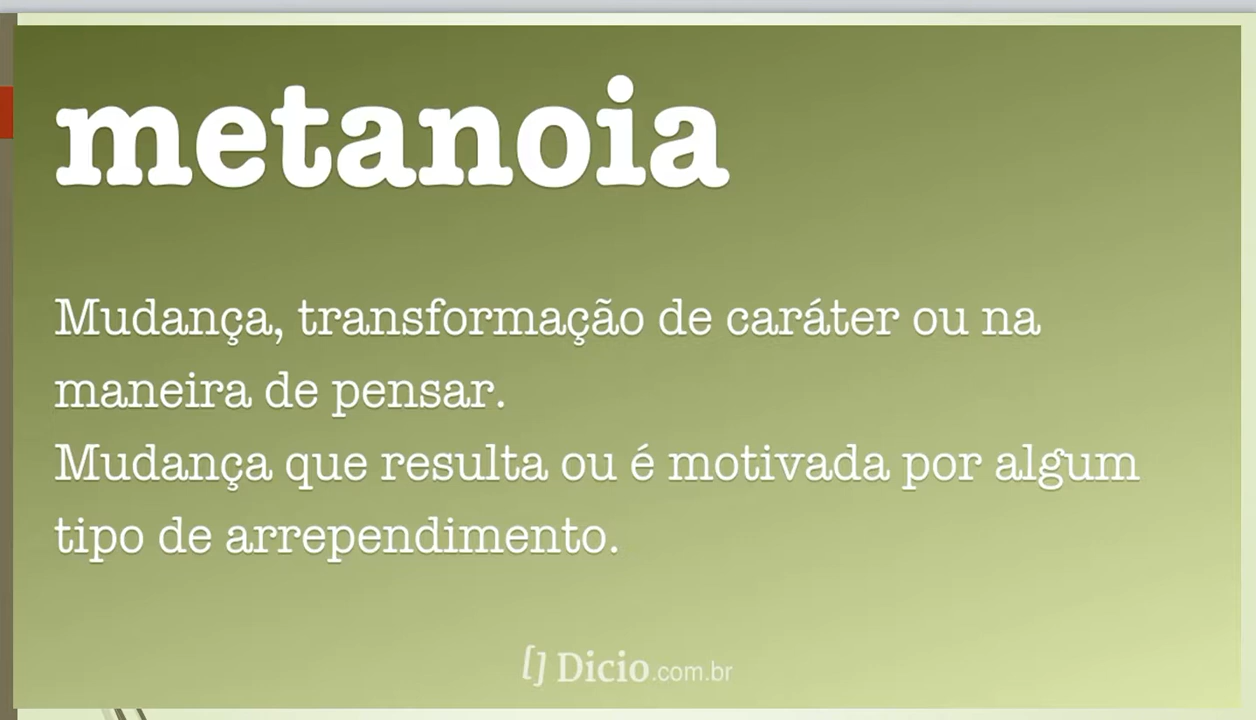 metanoia
Mudança, transformação de caráter ou na
maneira de pensar.
Mudança que resulta ou é motivada por algum
tipo de arrependimento.
[] Dicio.com.br